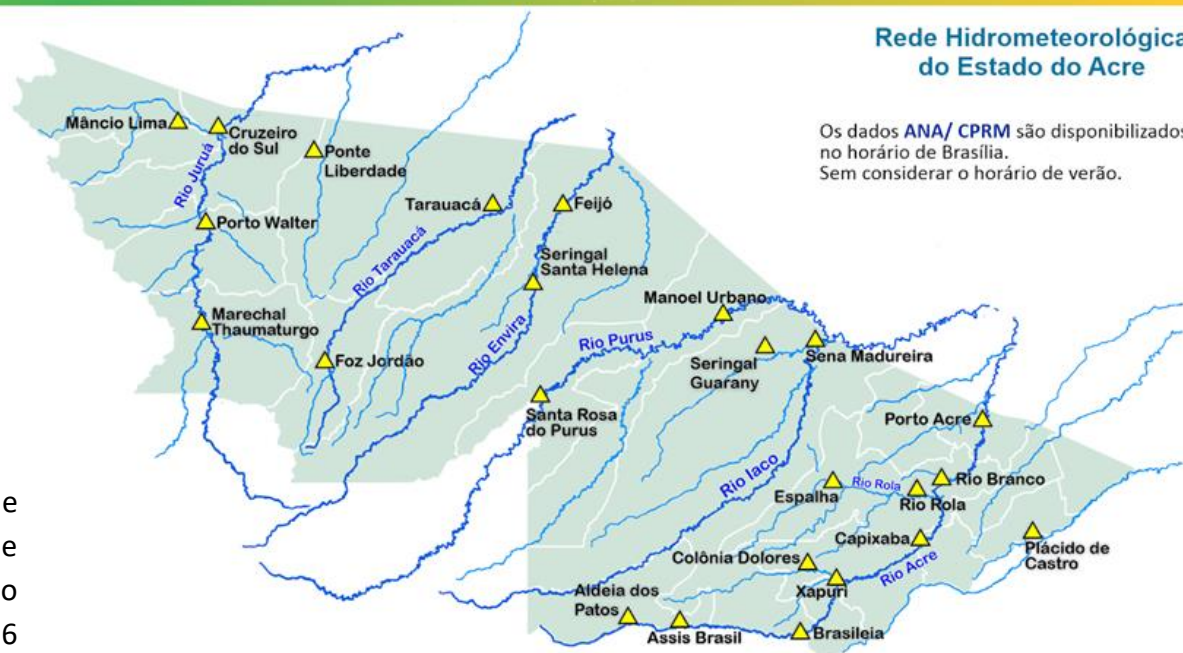 Rede Hidrometeorológica
do Estado do Acre
Os dados ANA/ CPRM são disponibilizados
no horário de Brasília.
Sem considerar o horário de verão.
Mâncio Lima
Cruzeiro
do Sul
Rio Juruá
Ponte
Liberdade
Porto Walter
Tarauacá
Feijó
Rio Tarauacá
Seringal
Santa Helena
Marechal
Thaumaturgo
Foz Jordão
Rio Envira
Manoel Urbano
Rio Purus
Seringal
Guarany
Sena Madureira
Santa Rosa
do Purus
Porto Acre
Rio Iaco
Espalha
Rio Rola
Rio Rola
Rio Branco
Capixaba
Plácido de
Castro
Colônia Dolores
Xapuri
Rio Acre
Aldeia dos
Patos
Assis Brasil
Brasileia
e
e
o
6